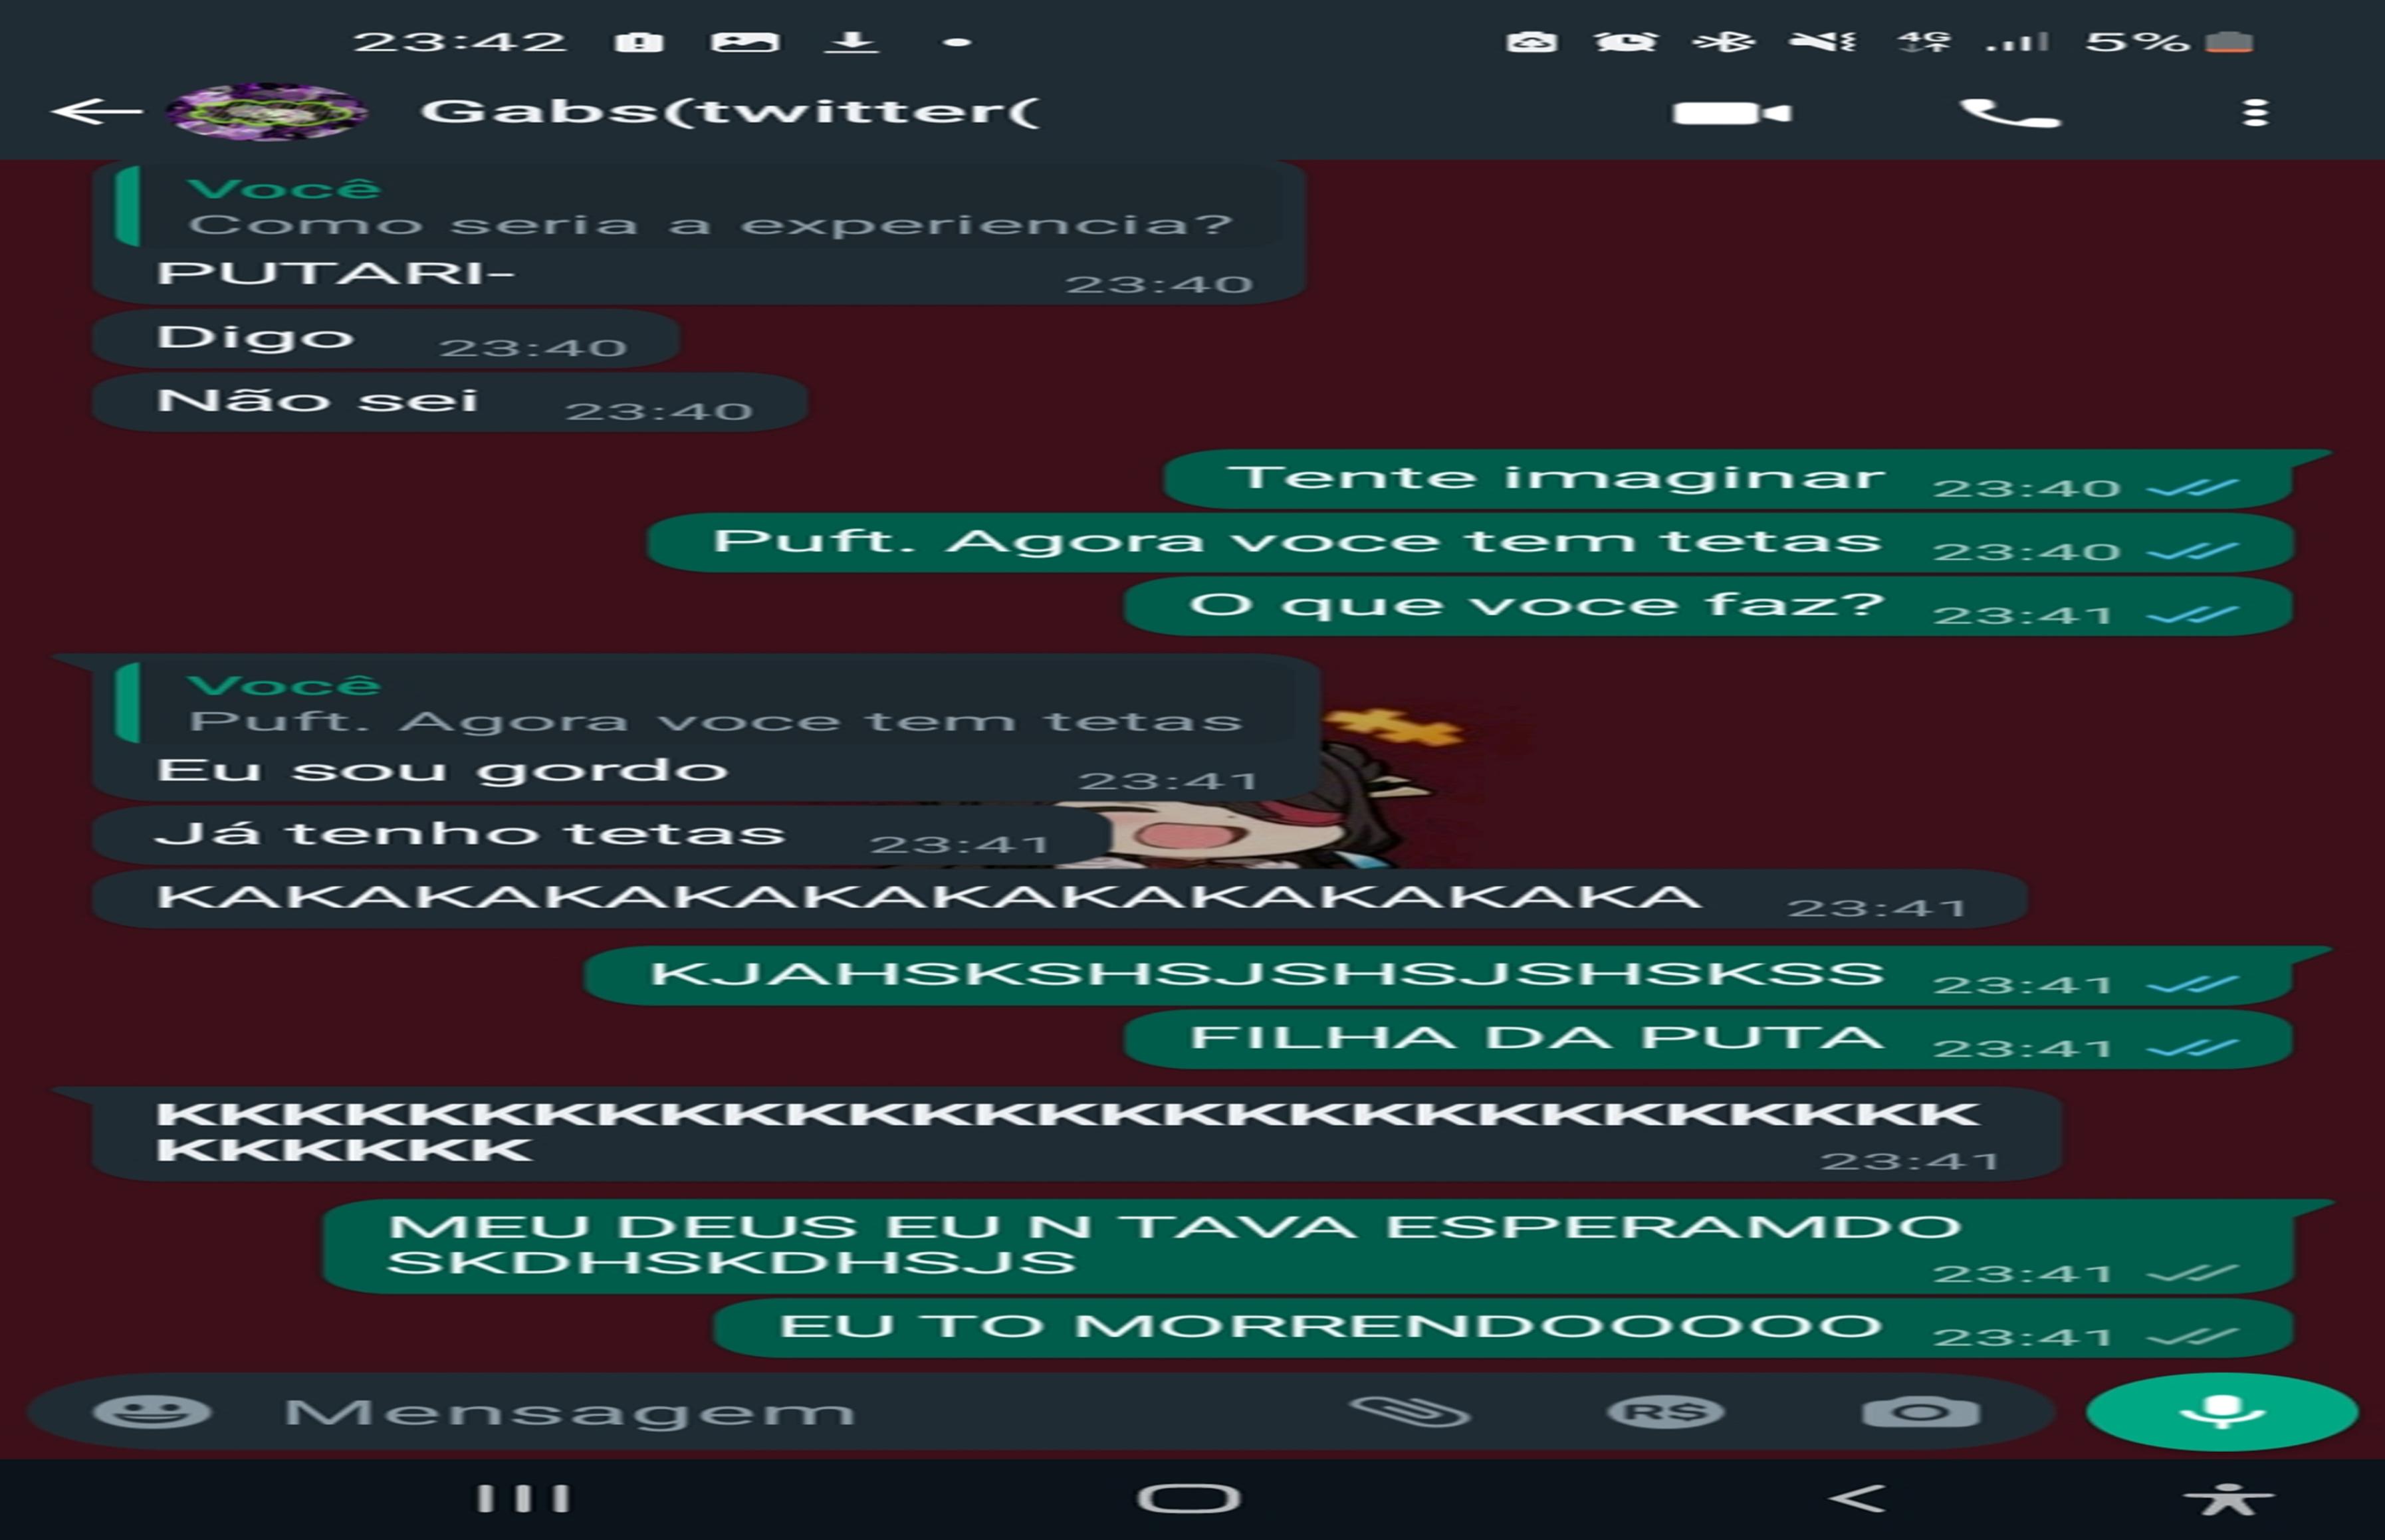 23:42
4G
5%
Gabs(twitter(
Você
Como seria a experiencia?
PUTARI-
23:40
Digo 23:40
Não sei 23:40
Tente imaginar 23:40
Puft. Agora voce tem tetas 23:40
O que voce faz? 23:41
Você
Puft. Agora voce tem tetas
Eu sou gordo 23:41
Já tenho tetas 23:41
KAKAKAKAKAKAKAKAKAKAKAKA 23:41
KJAHSKSHSJSHSJSHSKSS 23:41
FILHA DA PUTA 23:41
KKKKKKKKKKKKKKKKKKKKKKKKKKKKK
KKKKKK 23:41
MEU DEUS EU N TAVA ESPERAMDO
SKDHSKDHSJS 23:41
EU TO MORRENDOOOOO 23:41
Mensagem
R$